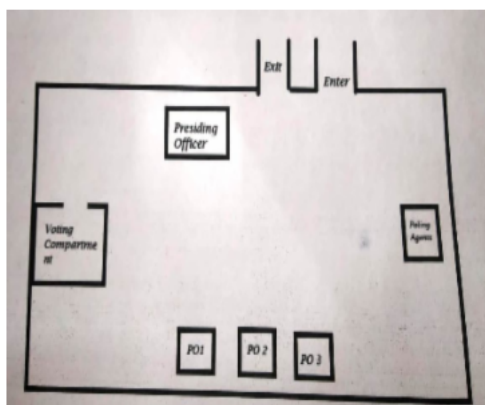 Exit
Enter
Presiding
Officer
Voting
Compartme
nt
Poling
Agents
PO1
PO 2
PO 3